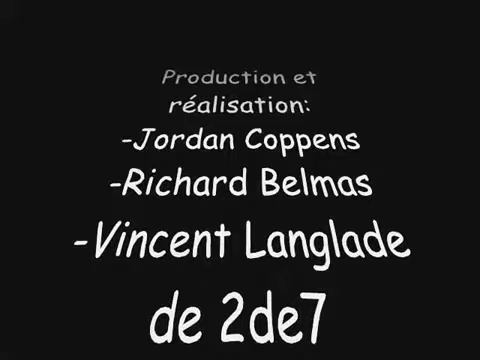 Production et
réalisation:
-Jordan Coppens
-Richard Belmas
-Vincent Langlade
de 2de7